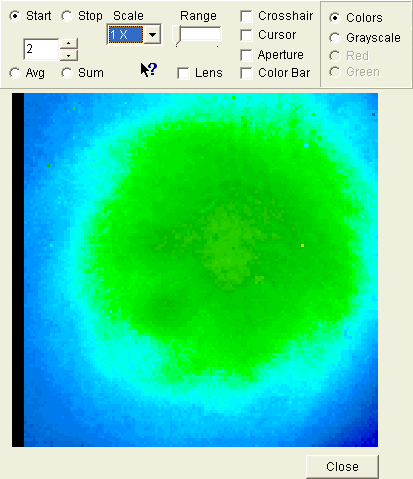 Start Stop Scale Range Crosshair Colors
2 1 X Cursor Grayscale
Aperture Red
Avg Sum ? Lens Color Bar Green
Close